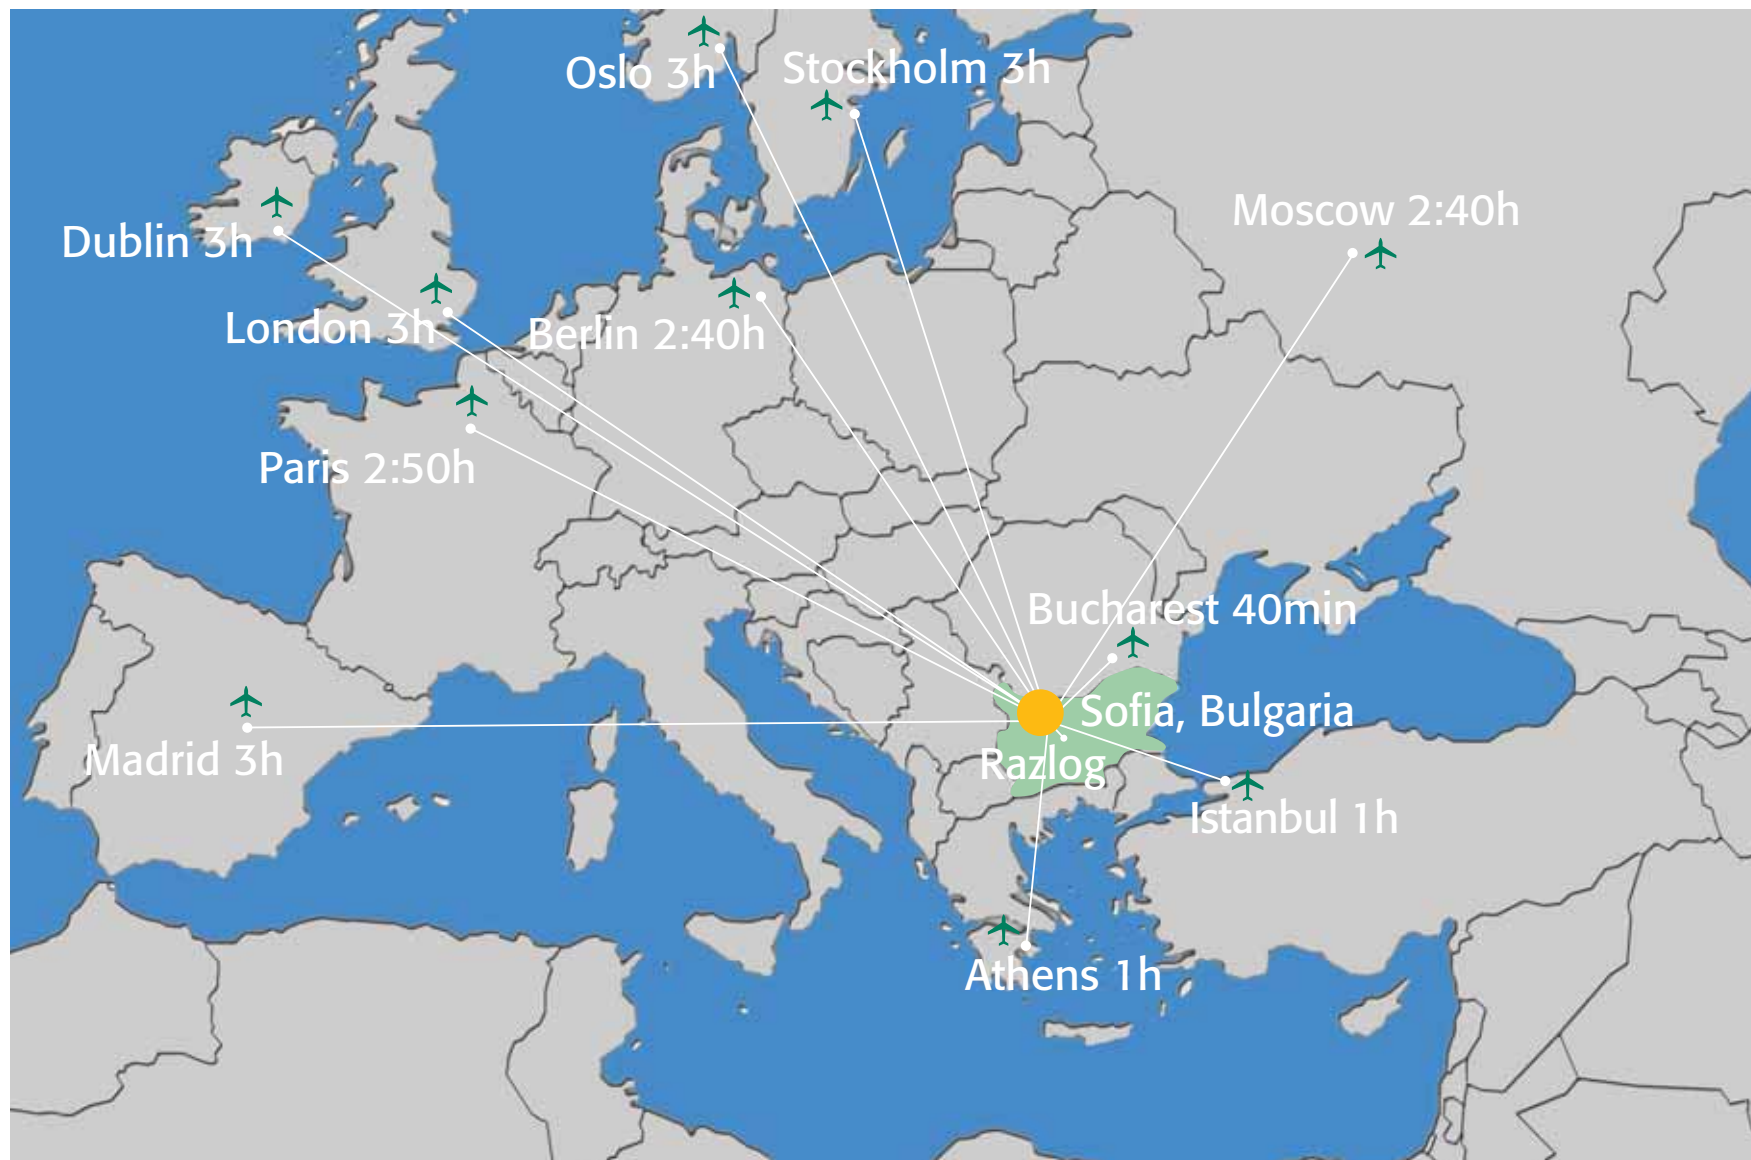 Oslo 3h
Stockholm 3h
Moscow 2:40h
Dublin 3h
London 3h
Berlin 2:40h
Paris 2:50h
Bucharest 40min
Sofia, Bulgaria
Madrid 3h
Razlog
Istanbul 1h
Athens 1h